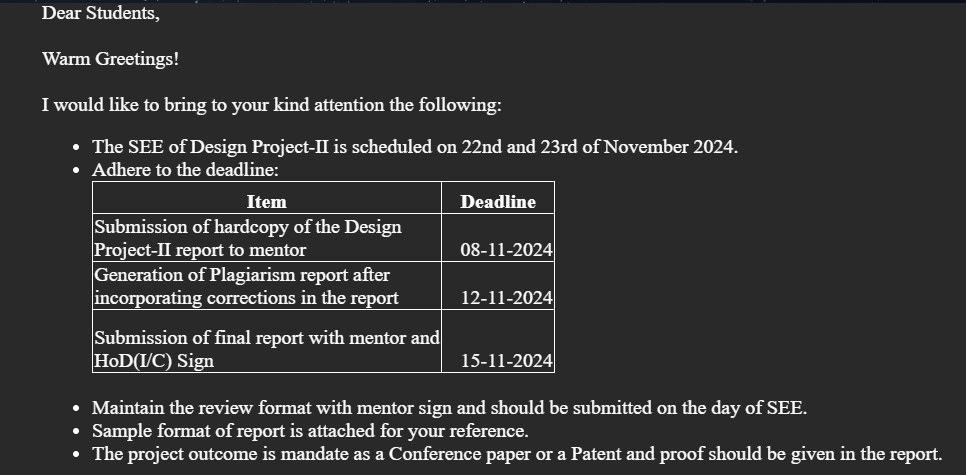 Dear Students,
Warm Greetings!
I would like to bring to your kind attention the following:
• The SEE of Design Project-II is scheduled on 22nd and 23rd of November 2024.
• Adhere to the deadline:
Item Deadline
Submission of hardcopy of the Design
Project-II report to mentor 08-11-2024
Generation of Plagiarism report after
incorporating corrections in the report 12-11-2024
Submission of final report with mentor and
HoD(I/C) Sign 15-11-2024
• Maintain the review format with mentor sign and should be submitted on the day of SEE.
• Sample format of report is attached for your reference.
• The project outcome is mandate as a Conference paper or a Patent and proof should be given in the report.